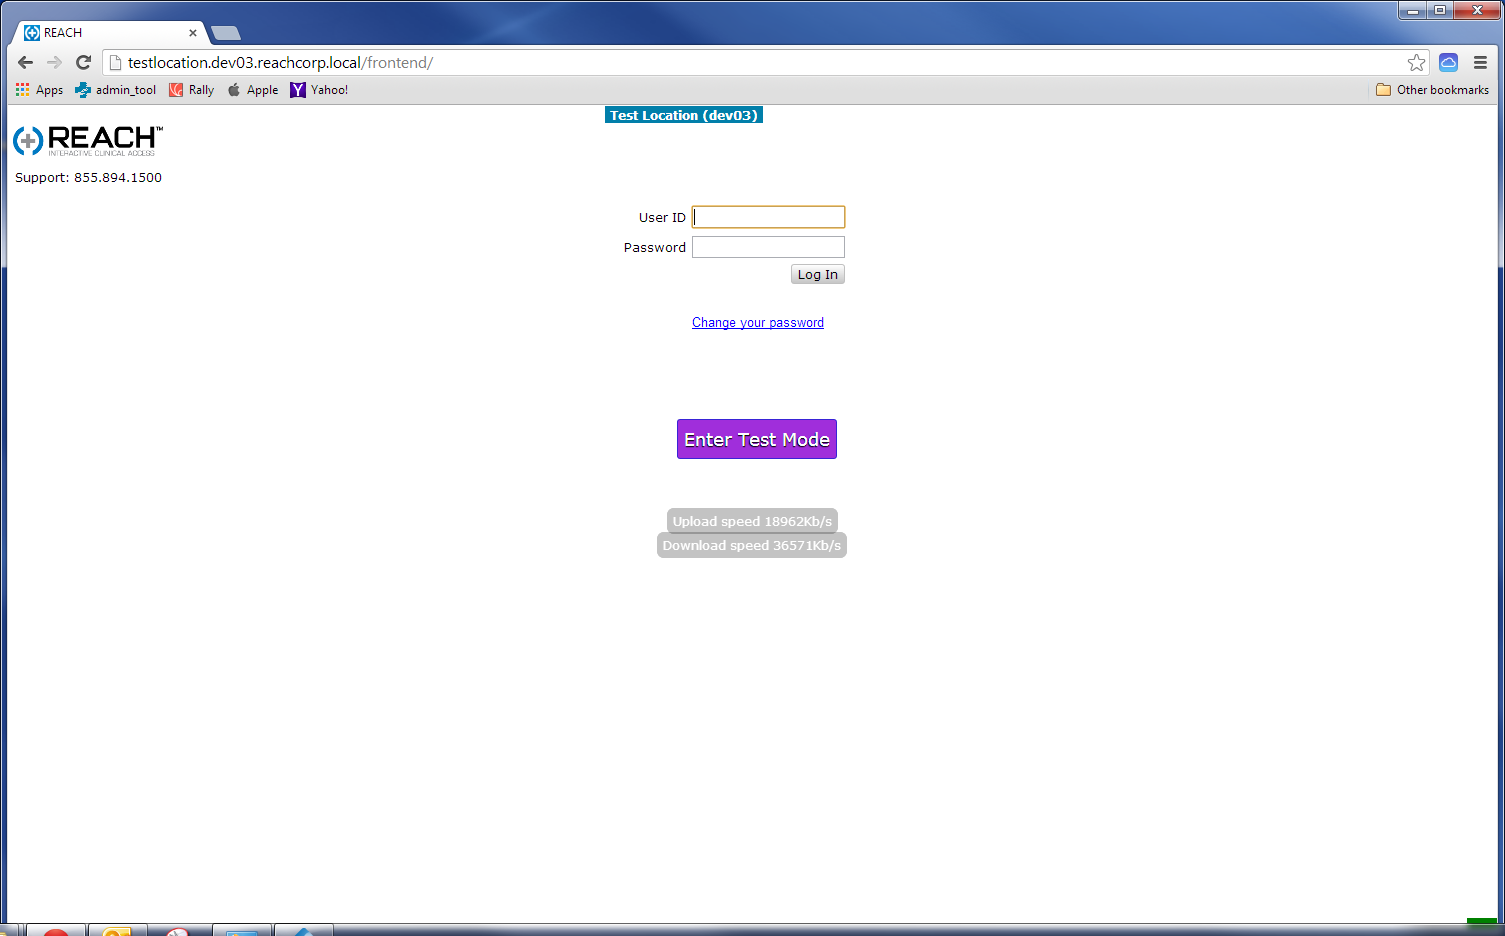 REACH
testlocation.dev03.reachcorp.local/frontend/
Apps admin_tool Rally Apple Yahoo! Other bookmarks
Test Location (dev03)
REACH™
INTERACTIVE CLINICAL ACCESS
Support: 855.894.1500
User ID
Password
Log In
Change your password
Enter Test Mode
Upload speed 18962Kb/s
Download speed 36571Kb/s